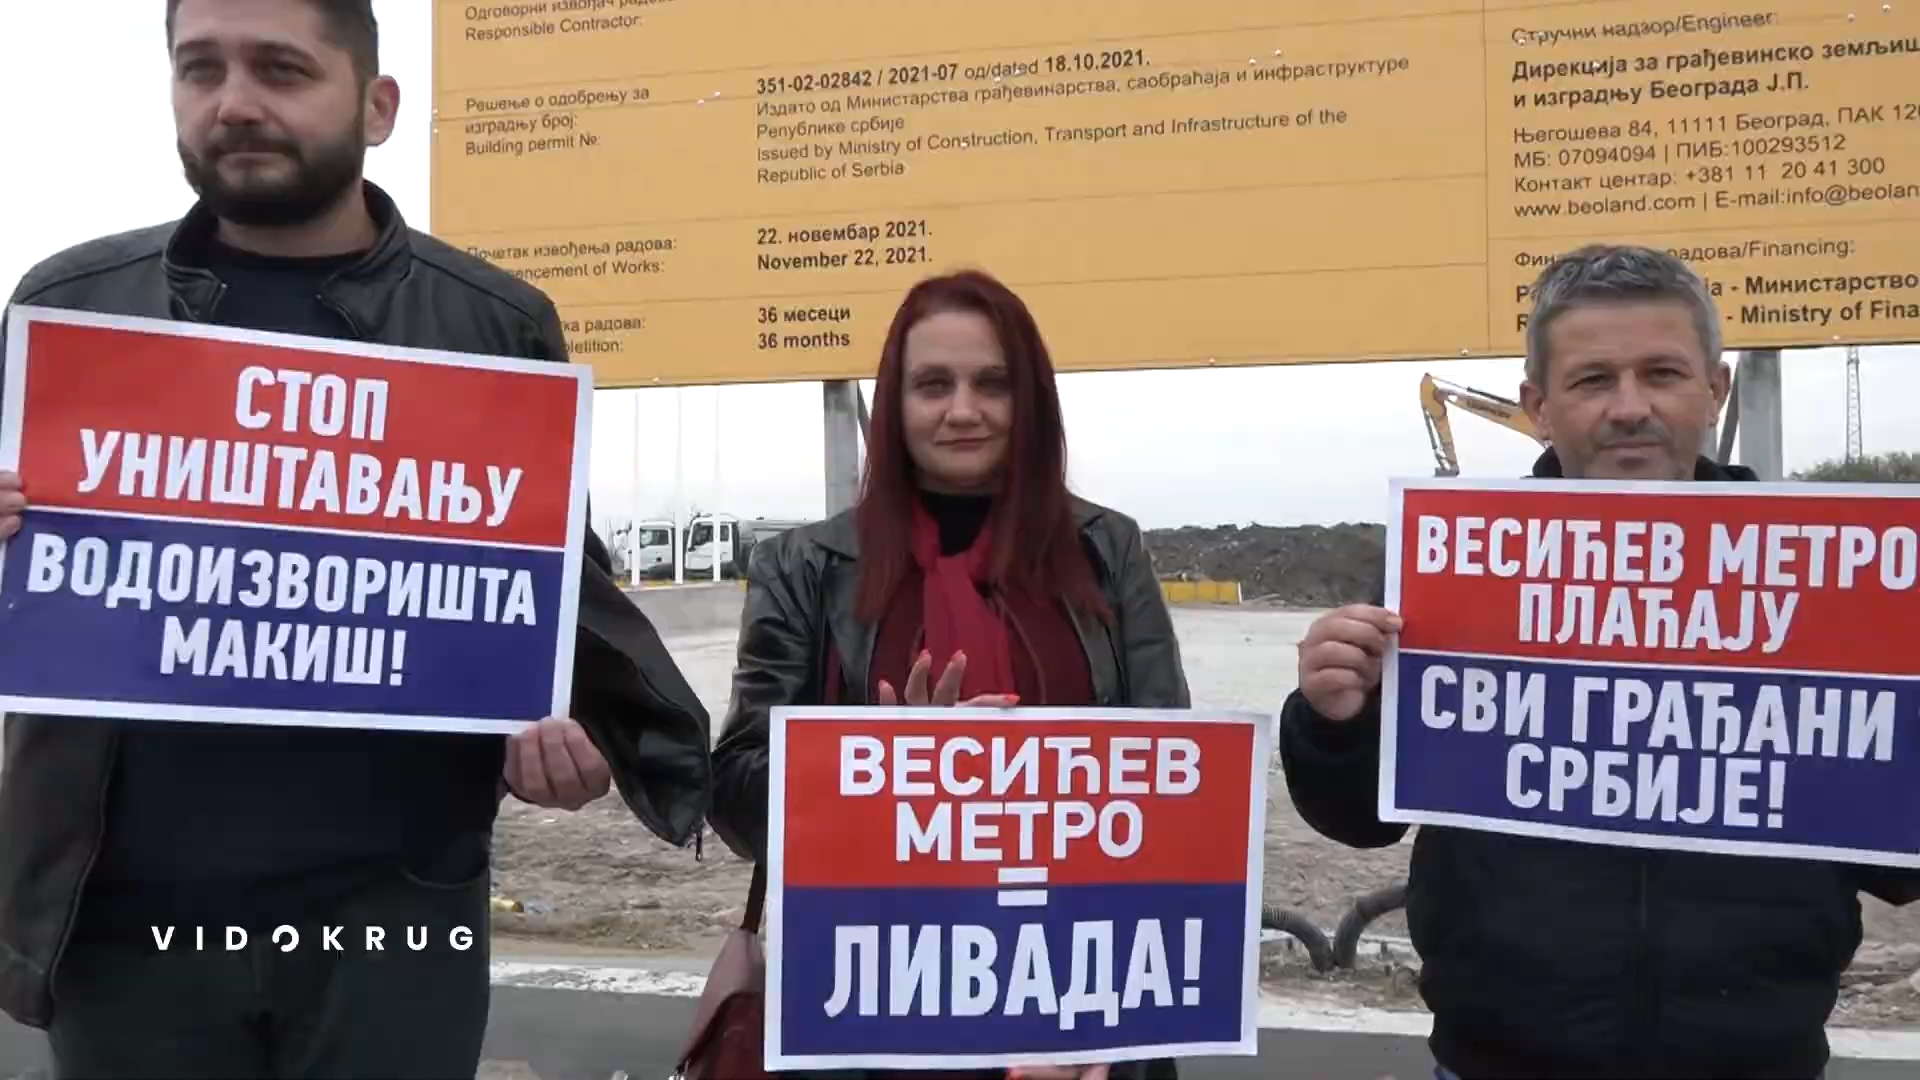 Одговорни извођач
Responsible Contractor:
Решење о одобрењу за
изградњу број:
Building permit №:
351-02-02842 / 2021-07 од/dated 18.10.2021.
Издато од Министарства грађевинарства, саобраћаја и инфраструктуре
Републике србије
Issued by Ministry of Construction, Transport and Infrastructure of the
Republic of Serbia
Почетак извођења радова:
encement of Works:
22. новембар 2021.
November 22, 2021.
ка радова:
pletition:
36 месеци
36 months
Стручни надзор/Engineer:
Дирекција за грађевинско земљиш
и изградњу Београда Ј.П.
Његошева 84, 11111 Београд, ПАК
МБ: 07094094 | ПИБ:100293512
Контакт центар: +381 11 20 41 300
www.beoland.com | E-mail:info@beolan
Фин радова/Financing:
ја - Министарство
- Ministry of Fina
СТОП
УНИШТАВАЊУ
ВОДОИЗВОРИШТА
МАКИШ!
ВЕСИЋЕВ
МЕТРО
=
ЛИВАДА!
ВЕСИЋЕВ МЕТРО
ПЛАЋАЈУ
СВИ ГРАЂАНИ
СРБИЈЕ!
VIDOKRUG